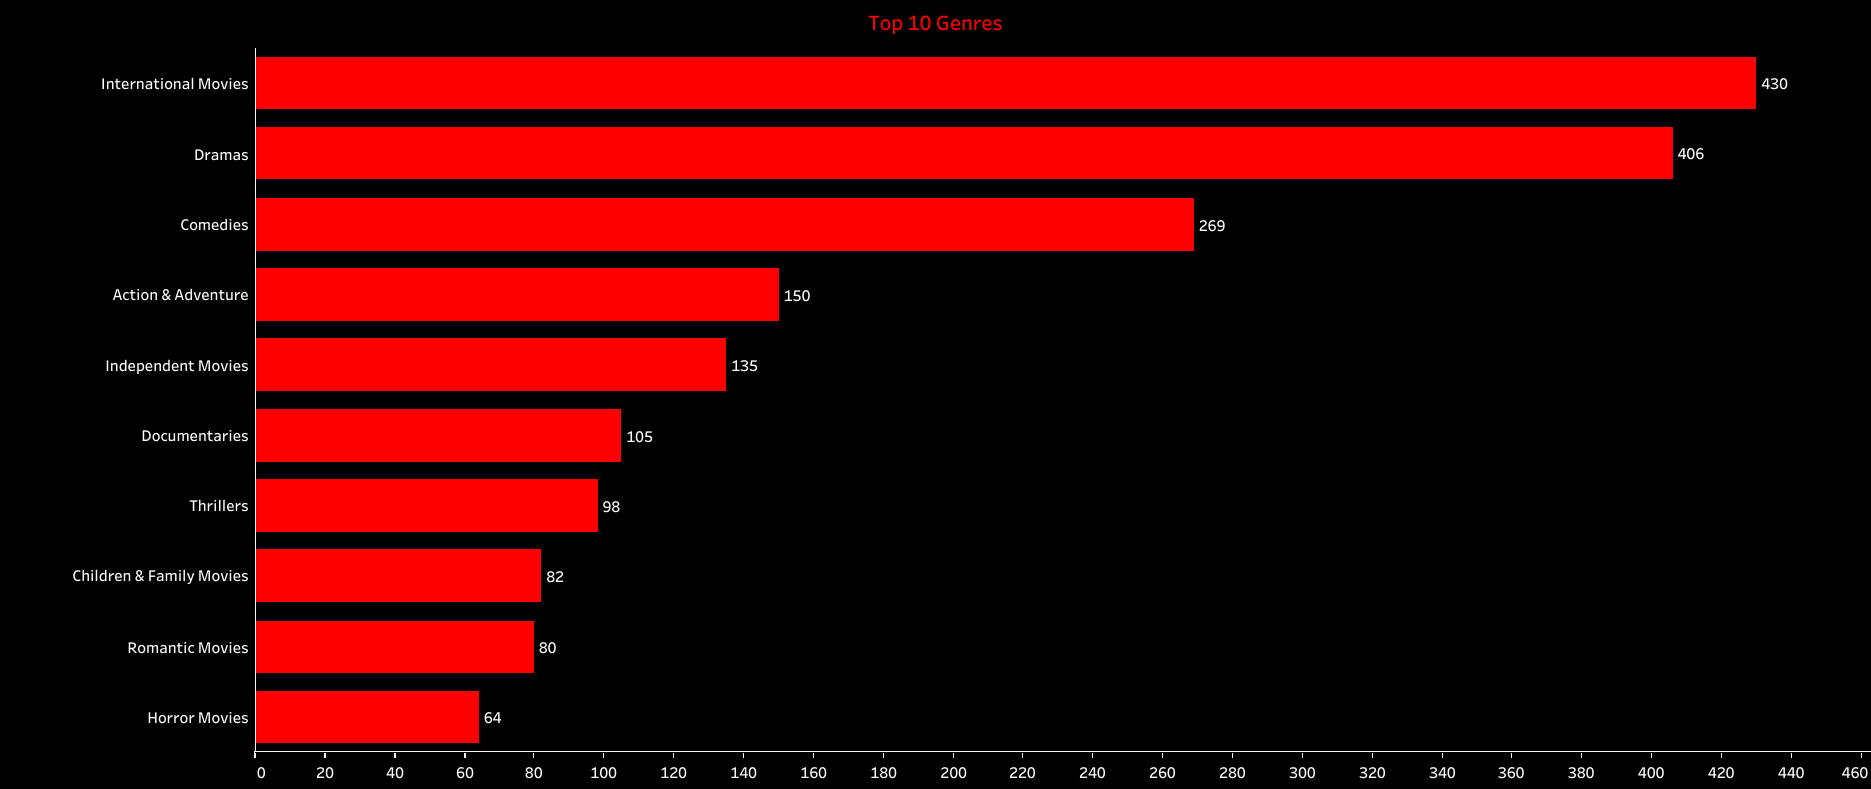 Top 10 Genres
International Movies 430
Dramas 406
Comedies 269
Action & Adventure 150
Independent Movies 135
Documentaries 105
Thrillers 98
Children & Family Movies 82
Romantic Movies 80
Horror Movies 64
0 20 40 60 80 100 120 140 160 180 200 220 240 260 280 300 320 340 360 380 400 420 440 460